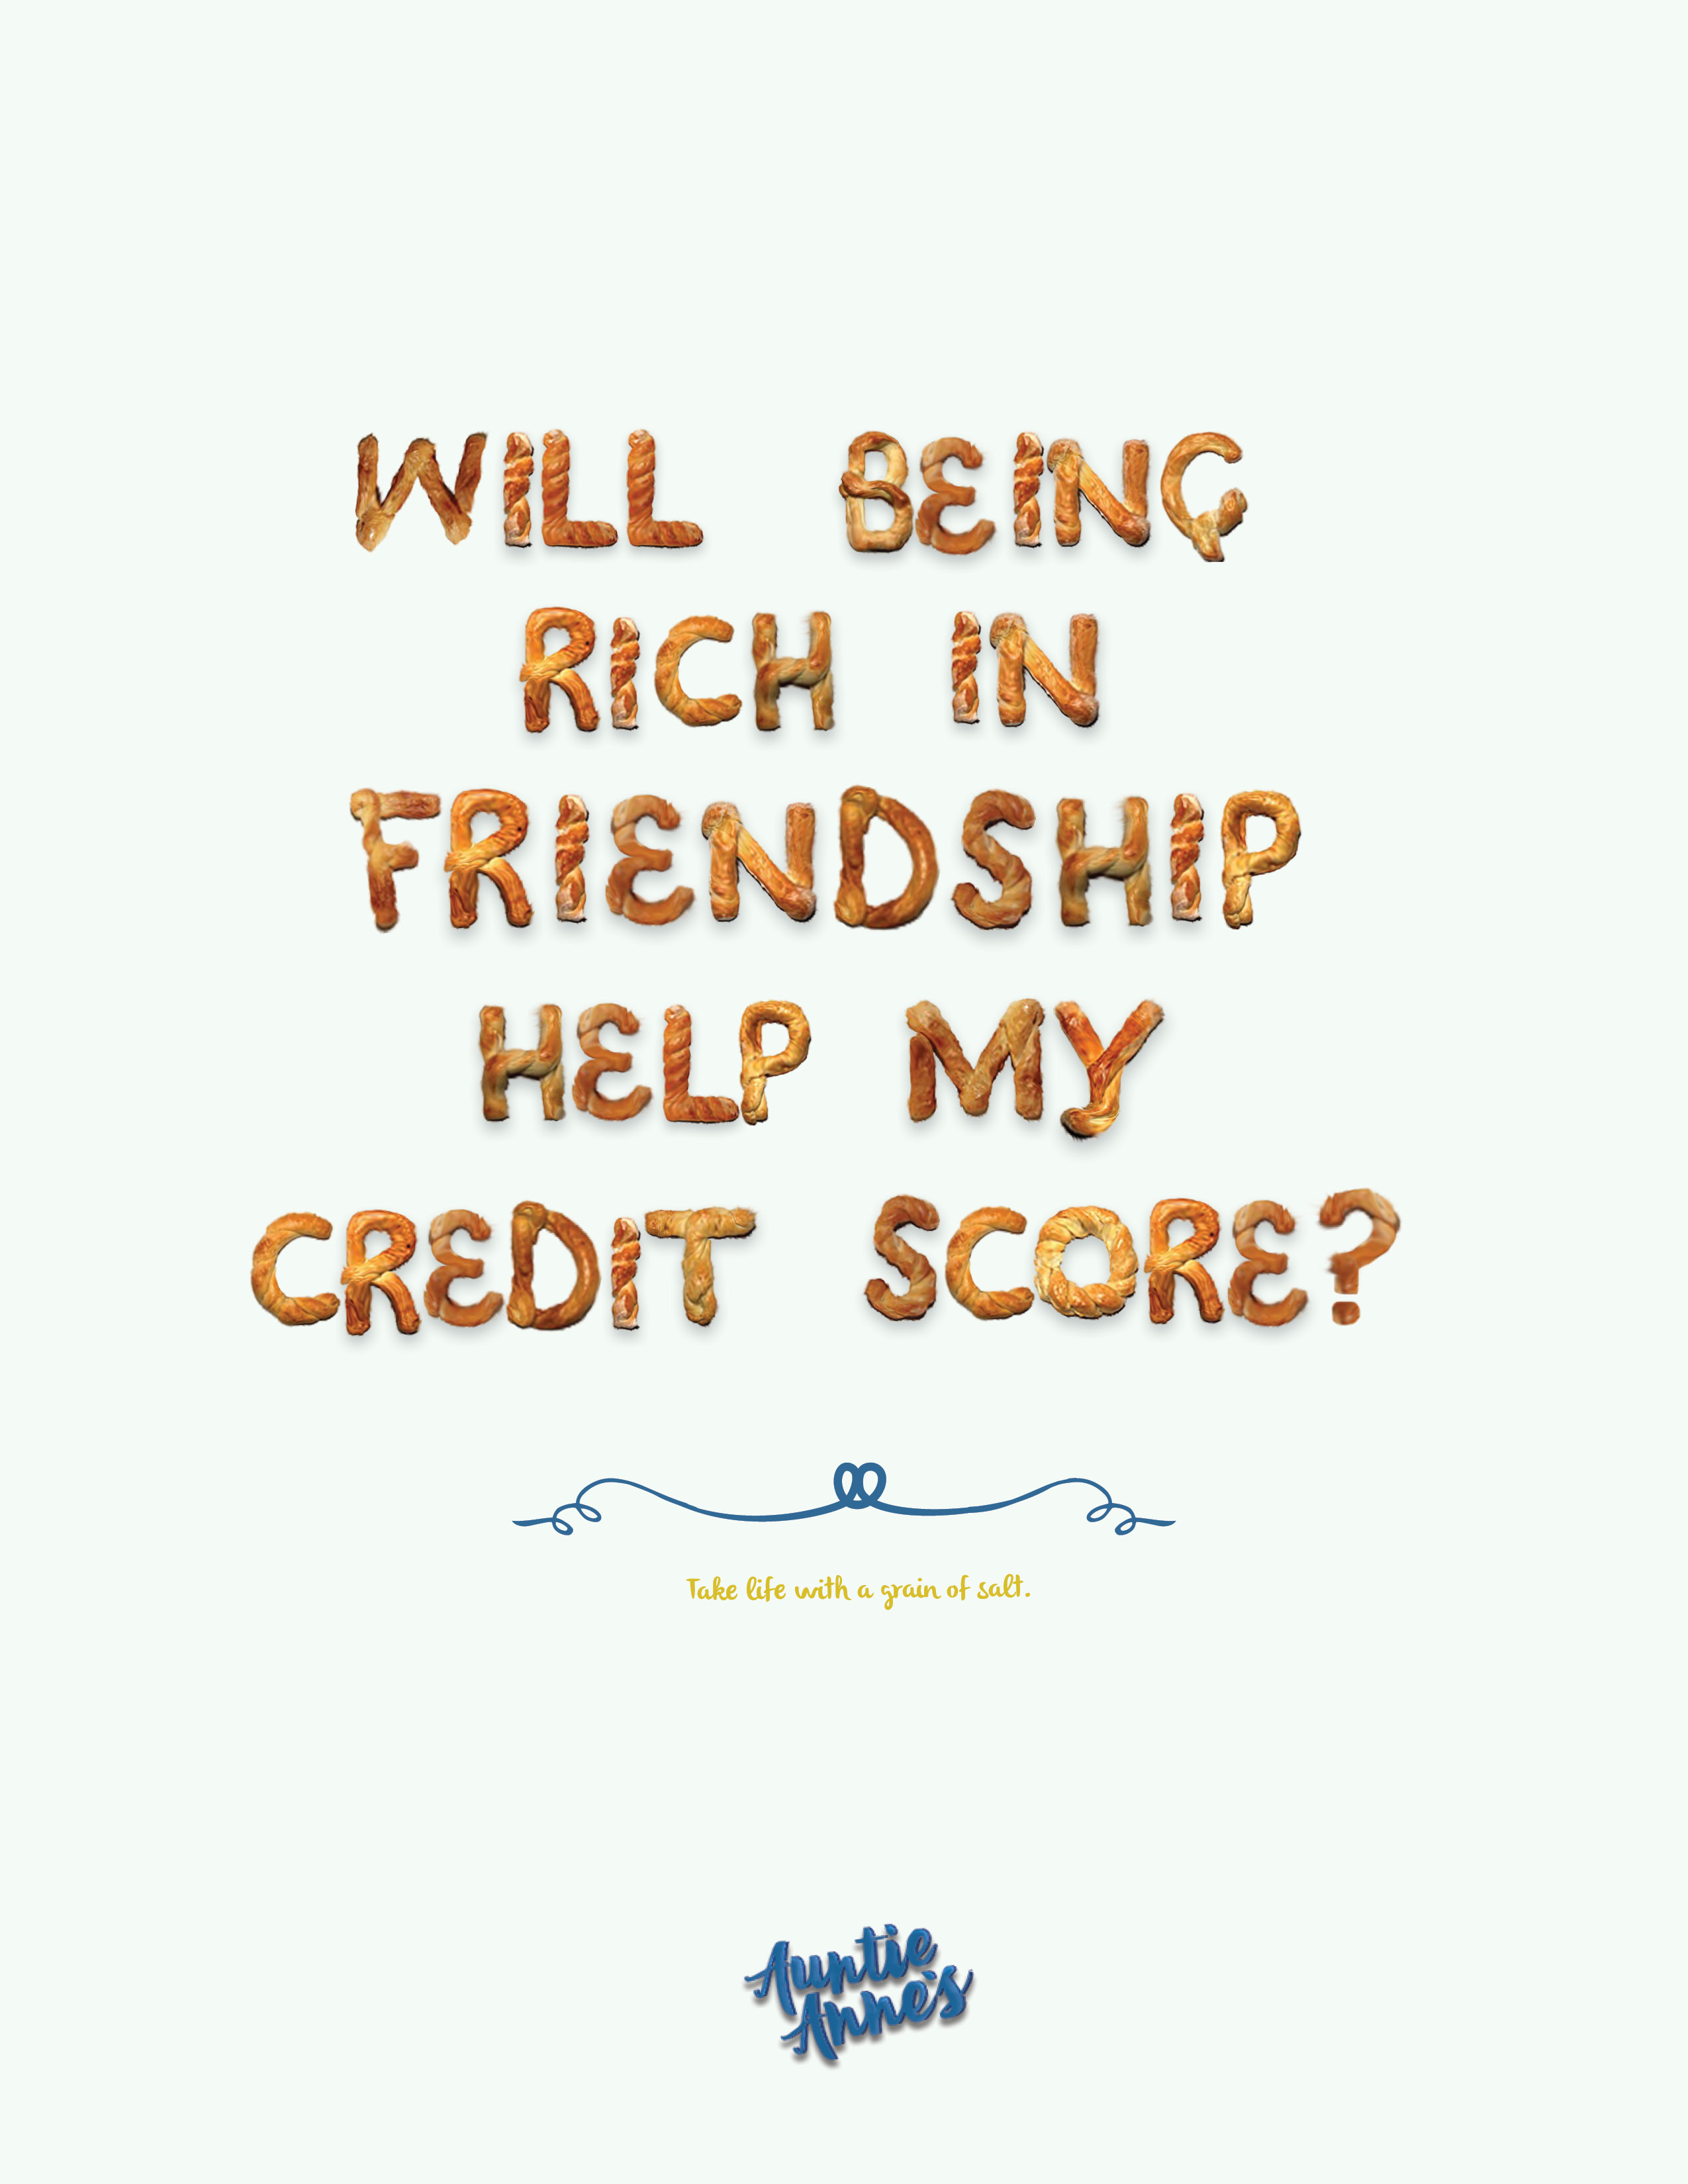 WILL BEING
RICH IN
FRIENDSHIP
HELP MY
CREDIT SCORE?
Take life with a grain of salt.
Auntie
Anne's